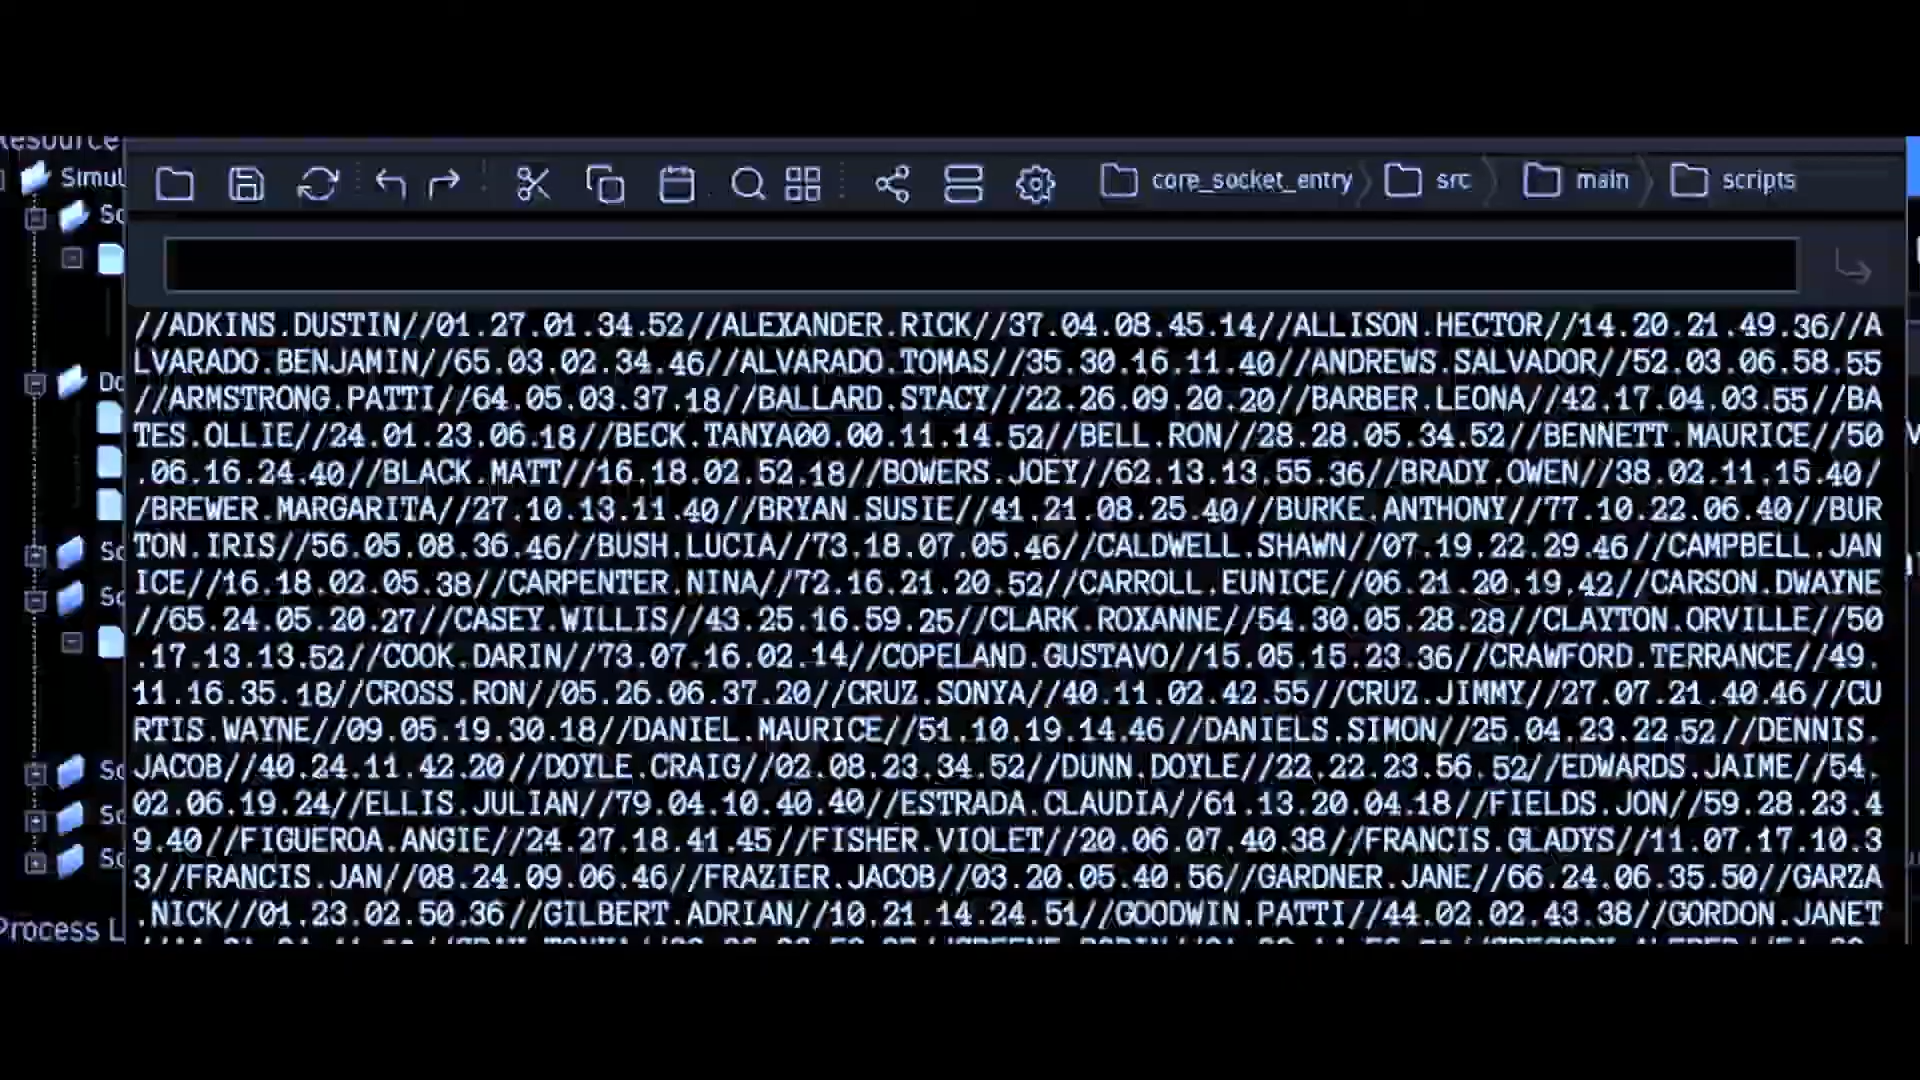 Resource
core_socket_entry src main scripts
//ADKINS.DUSTIN//01.27.01.34.52//ALEXANDER.RICK//37.04.08.45.14//ALLISON.HECTOR//14.20.21.49.36//A
LVARADO.BENJAMIN//65.03.02.34.46//ALVARADO.TOMAS//35.30.16.11.40//ANDREWS.SALVADOR//52.03.06.58.55
//ARMSTRONG.PATTI//64.05.03.37.18//BALLARD.STACY//22.26.09.20.20//BARBER.LEONA//42.17.04.03.55//BA
TES.OLLIE//24.01.23.06.18//BECK.TANYA00.00.11.14.52//BELL.RON//28.28.05.34.52//BENNETT.MAURICE//50
.06.16.24.40//BLACK.MATT//16.18.02.52.18//BOWERS.JOEY//62.13.13.55.36//BRADY.OWEN//38.02.11.15.40/
/BREWER.MARGARITA//27.10.13.11.40//BRYAN.SUSIE//41.21.08.25.40//BURKE.ANTHONY//77.10.22.06.40//BUR
TON.IRIS//56.05.08.36.46//BUSH.LUCIA//73.18.07.05.46//CALDWELL.SHAWN//07.19.22.29.46//CAMPBELL.JAN
ICE//16.18.02.05.38//CARPENTER.NINA//72.16.21.20.52//CARROLL.EUNICE//06.21.20.19.42//CARSON.DWAYNE
//65.24.05.20.27//CASEY.WILLIS//43.25.16.59.25//CLARK.ROXANNE//54.30.05.28.28//CLAYTON.ORVILLE//50
.17.13.13.52//COOK.DARIN//73.07.16.02.14//COPELAND.GUSTAVO//15.05.15.23.36//CRAWFORD.TERRANCE//49.
11.16.35.18//CROSS.RON//05.26.06.37.20//CRUZ.SONYA//40.11.02.42.55//CRUZ.JIMMY//27.07.21.40.46//CU
RTIS.WAYNE//09.05.19.30.18//DANIEL.MAURICE//51.10.19.14.46//DANIELS.SIMON//25.04.23.22.52//DENNIS.
JACOB//40.24.11.42.20//DOYLE.CRAIG//02.08.23.34.52//DUNN.DOYLE//22.22.23.56.52//EDWARDS.JAIME//54.
02.06.19.24//ELLIS.JULIAN//79.04.10.40.40//ESTRADA.CLAUDIA//61.13.20.04.18//FIELDS.JON//59.28.23.4
9.40//FIGUEROA.ANGIE//24.27.18.41.45//FISHER.VIOLET//20.06.07.40.38//FRANCIS.GLADYS//11.07.17.10.3
3//FRANCIS.JAN//08.24.09.06.46//FRAZIER.JACOB//03.20.05.40.56//GARDNER.JANE//66.24.06.35.50//GARZA
.NICK//01.23.02.50.36//GILBERT.ADRIAN//10.21.14.24.51//GOODWIN.PATTI//44.02.02.43.38//GORDON.JANET
Simul
Sc
Do
Sc
Sc
Sc
Sc
Sc
Process L